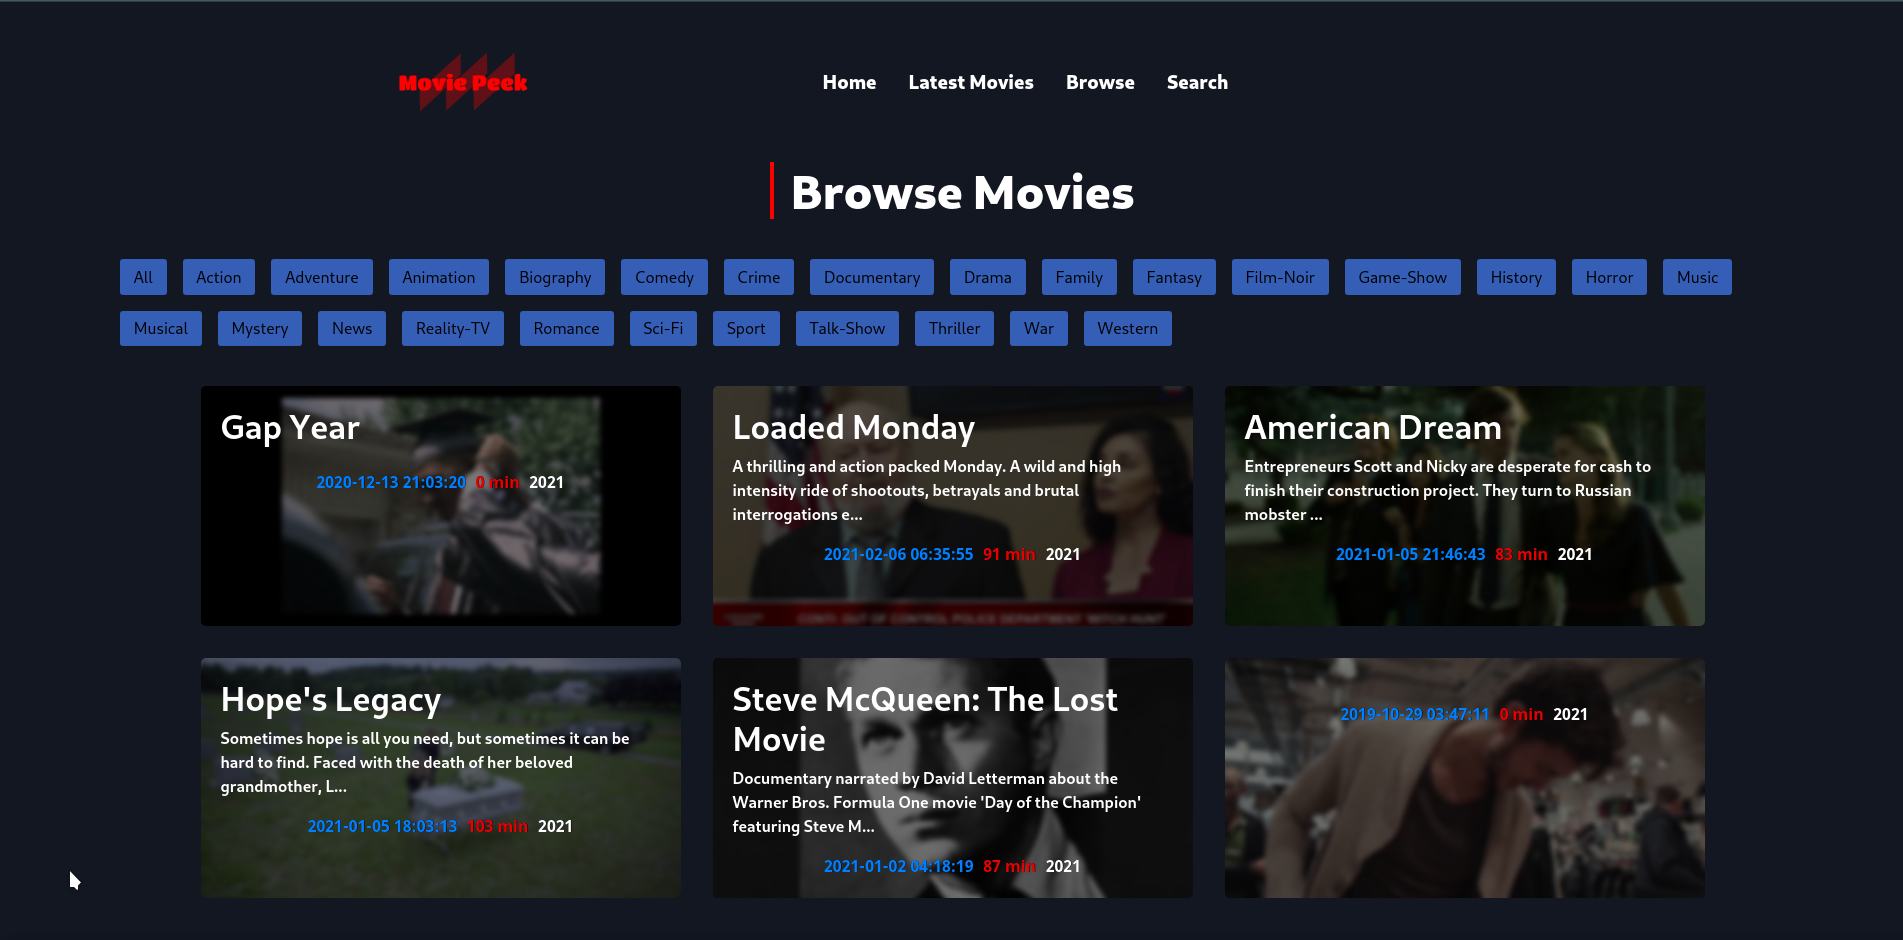 Movie Peek
Home Latest Movies Browse Search
Browse Movies
All Action Adventure Animation Biography Comedy Crime Documentary Drama Family Fantasy Film-Noir Game-Show History Horror Music
Musical Mystery News Reality-TV Romance Sci-Fi Sport Talk-Show Thriller War Western
Gap Year
2020-12-13 21:03:20 0 min 2021
Loaded Monday
A thrilling and action packed Monday. A wild and high
intensity ride of shootouts, betrayals and brutal
interrogations e...
2021-02-06 06:35:55 91 min 2021
CONTI: OUT OF CONTROL POLICE DEPARTMENT 'WITCH HUNT'
American Dream
Entrepreneurs Scott and Nicky are desperate for cash to
finish their construction project. They turn to Russian
mobster ...
2021-01-05 21:46:43 83 min 2021
Hope's Legacy
Sometimes hope is all you need, but sometimes it can be
hard to find. Faced with the death of her beloved
grandmother, L...
2021-01-05 18:03:13 103 min 2021
Steve McQueen: The Lost
Movie
Documentary narrated by David Letterman about the
Warner Bros. Formula One movie 'Day of the Champion'
featuring Steve M...
2021-01-02 04:18:19 87 min 2021
2019-10-29 03:47:11 0 min 2021